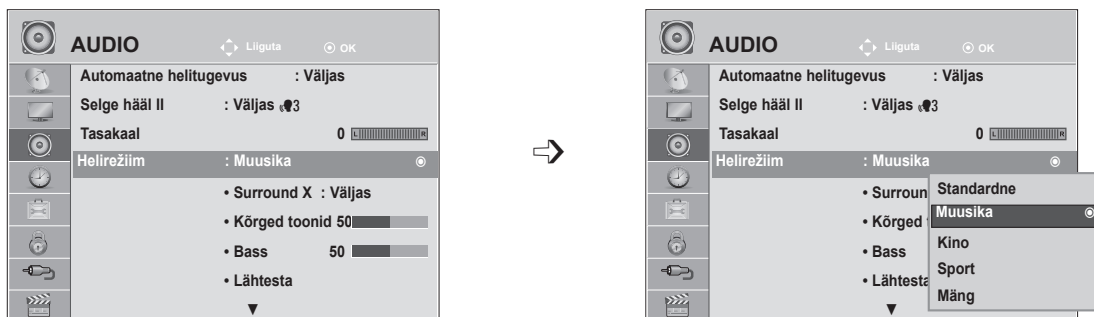 AUDIO Liiguta OK
Automaatne helitugevus : Väljas
Selge hääl II : Väljas 3
Tasakaal 0 L R
Helirežiim : Muusika
• Surround X : Väljas
• Kõrged toonid 50
• Bass 50
• Lähtesta
▼
AUDIO Liiguta OK
Automaatne helitugevus : Väljas
Selge hääl II : Väljas 3
Tasakaal 0 L R
Helirežiim : Muusika
• Surroun
• Kõrged
• Bass
• Lähtesta
▼
Standardne
Muusika
Kino
Sport
Mäng